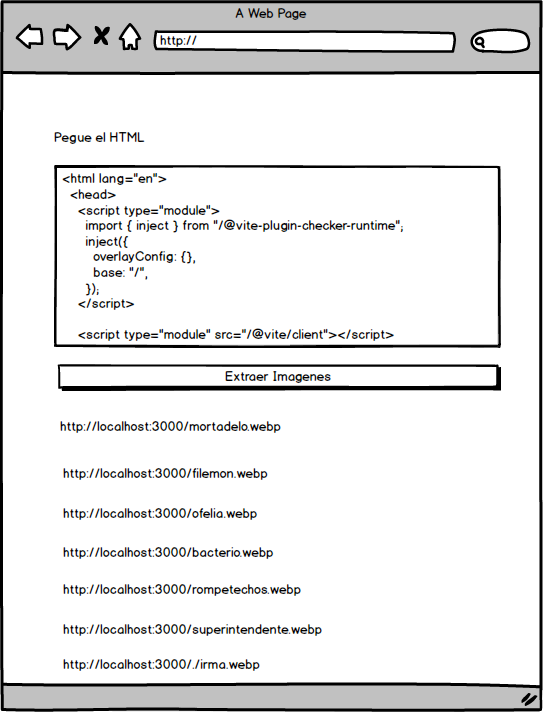 A Web Page
http://
Pegue el HTML
<html lang="en">
<head>
<script type="module">
import { inject } from "/@vite-plugin-checker-runtime";
inject({
overlayConfig: {},
base: "/",
});
</script>
<script type="module" src="/@vite/client"></script>
Extraer Imagenes
http://localhost:3000/mortadelo.webp
http://localhost:3000/filemon.webp
http://localhost:3000/ofelia.webp
http://localhost:3000/bacterio.webp
http://localhost:3000/rompetechos.webp
http://localhost:3000/superintendente.webp
http://localhost:3000/./irma.webp